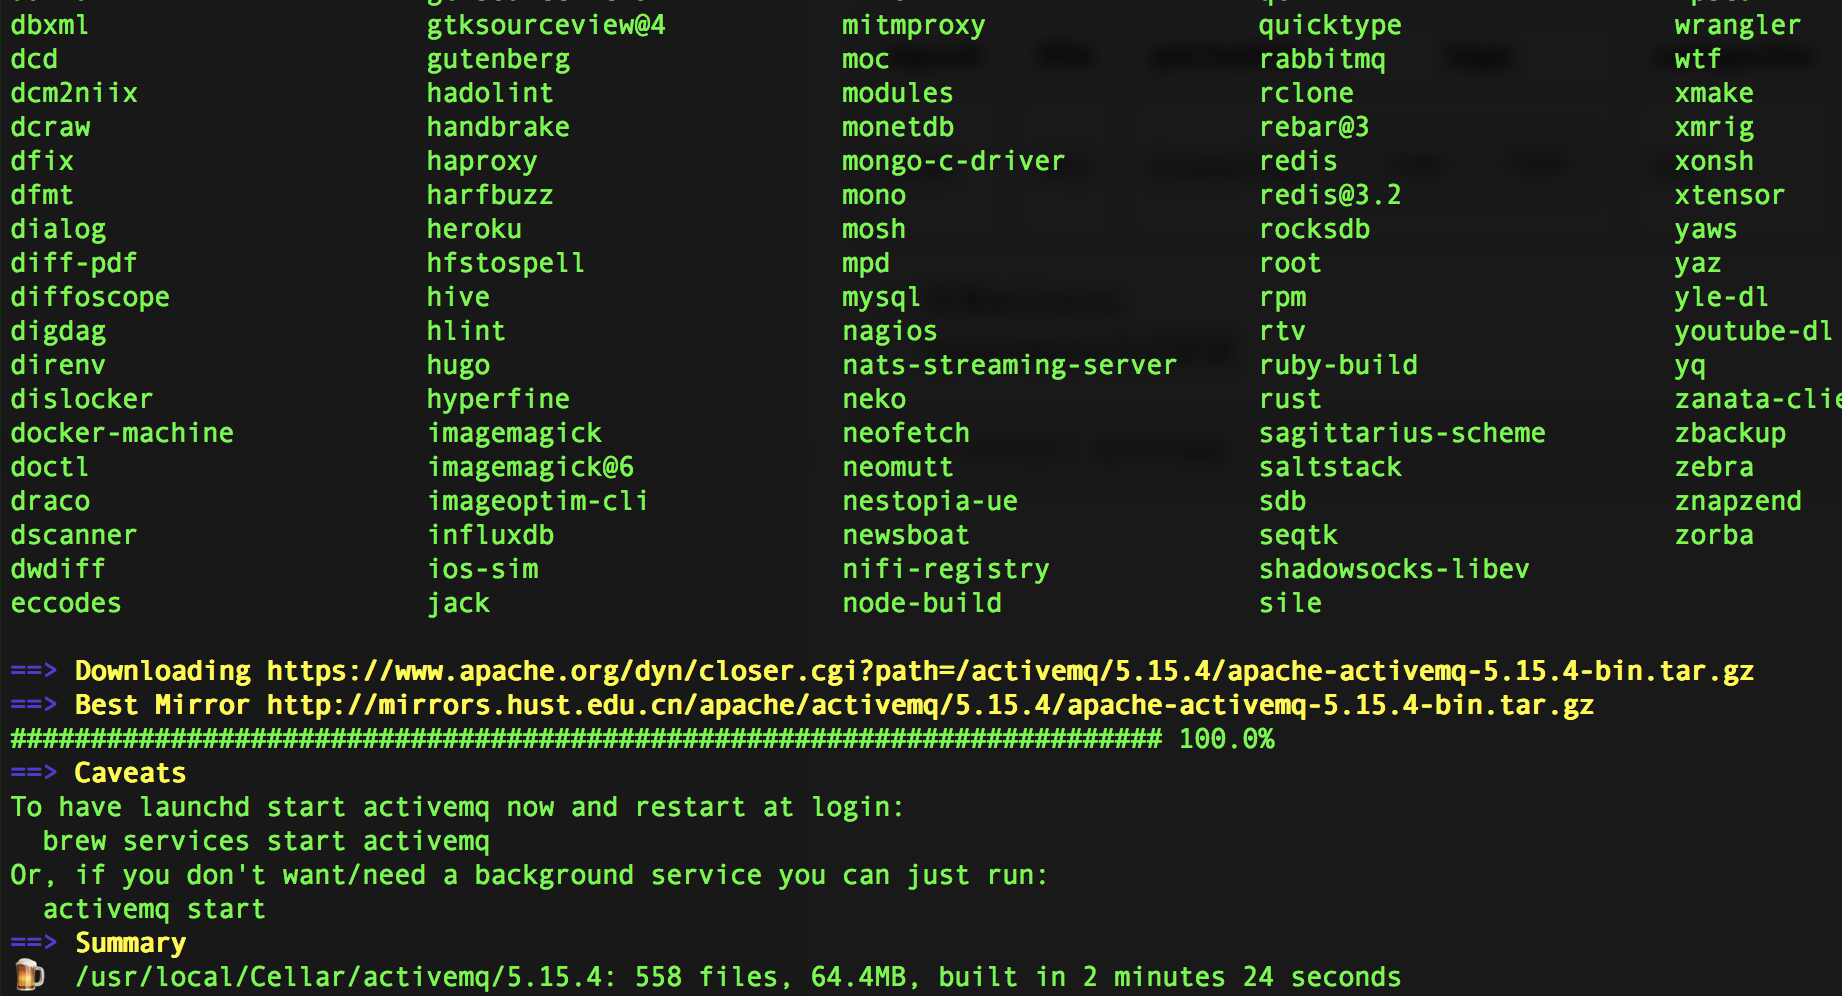 dbxml gtksourceview@4 mitmproxy quicktype wrangler
dcd gutenberg moc rabbitmq wtf
dcm2niix hadolint modules rclone xmake
dcraw handbrake monetdb rebar@3 xmrig
dfix haproxy mongo-c-driver redis xonsh
dfmt harfbuzz mono redis@3.2 xtensor
dialog heroku mosh rocksdb yaws
diff-pdf hfstospell mpd root yaz
diffoscope hive mysql rpm yle-dl
digdag hlint nagios rtv youtube-dl
direnv hugo nats-streaming-server ruby-build yq
dislocker hyperfine neko rust zanata-clie
docker-machine imagemagick neofetch sagittarius-scheme zbackup
doctl imagemagick@6 neomutt saltstack zebra
draco imageoptim-cli nestopia-ue sdb znapzend
dscanner influxdb newsboat seqtk zorba
dwdiff ios-sim nifi-registry shadowsocks-libev
eccodes jack node-build sile
==> Downloading https://www.apache.org/dyn/closer.cgi?path=/activemq/5.15.4/apache-activemq-5.15.4-bin.tar.gz
==> Best Mirror http://mirrors.hust.edu.cn/apache/activemq/5.15.4/apache-activemq-5.15.4-bin.tar.gz
######################################################################## 100.0%
==> Caveats
To have launchd start activemq now and restart at login:
  brew services start activemq
Or, if you don't want/need a background service you can just run:
  activemq start
==> Summary
🍺  /usr/local/Cellar/activemq/5.15.4: 558 files, 64.4MB, built in 2 minutes 24 seconds